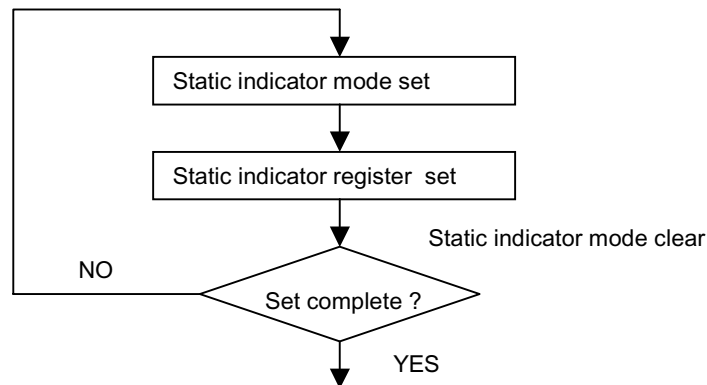 Static indicator mode set
Static indicator register set
Static indicator mode clear
NO
Set complete ?
YES